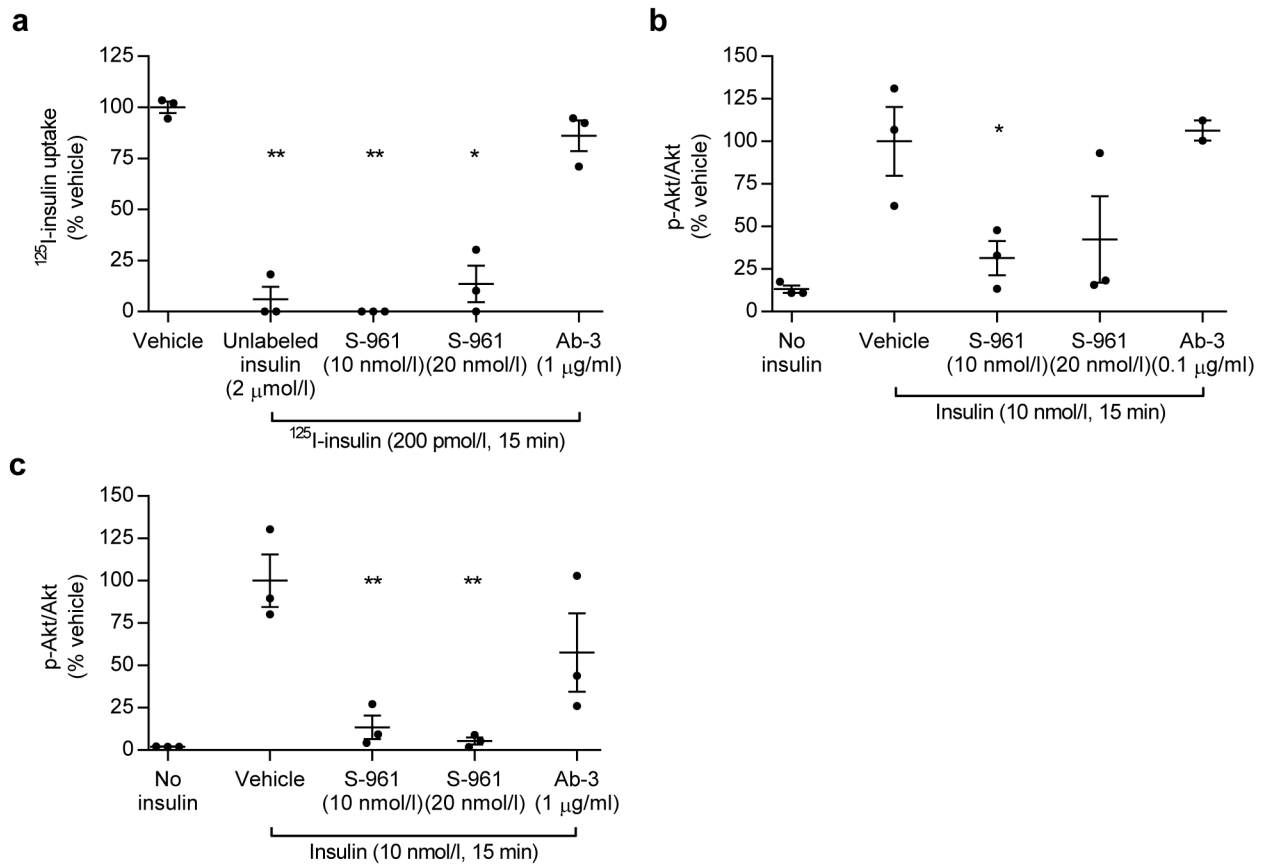 a
125
100
75
50
25
0
¹²⁵I-insulin uptake
(% vehicle)
** ** *
Vehicle Unlabeled S-961 S-961 Ab-3
insulin (10 nmol/l) (20 nmol/l) (1 μg/ml)
(2 μmol/l)
¹²⁵I-insulin (200 pmol/l, 15 min)
b
150
125
100
75
50
25
0
p-Akt/Akt
(% vehicle)
*
No Vehicle S-961 S-961 Ab-3
insulin (10 nmol/l) (20 nmol/l) (0.1 μg/ml)
Insulin (10 nmol/l, 15 min)
c
150
125
100
75
50
25
0
p-Akt/Akt
(% vehicle)
** **
No Vehicle S-961 S-961 Ab-3
insulin (10 nmol/l) (20 nmol/l) (1 μg/ml)
Insulin (10 nmol/l, 15 min)